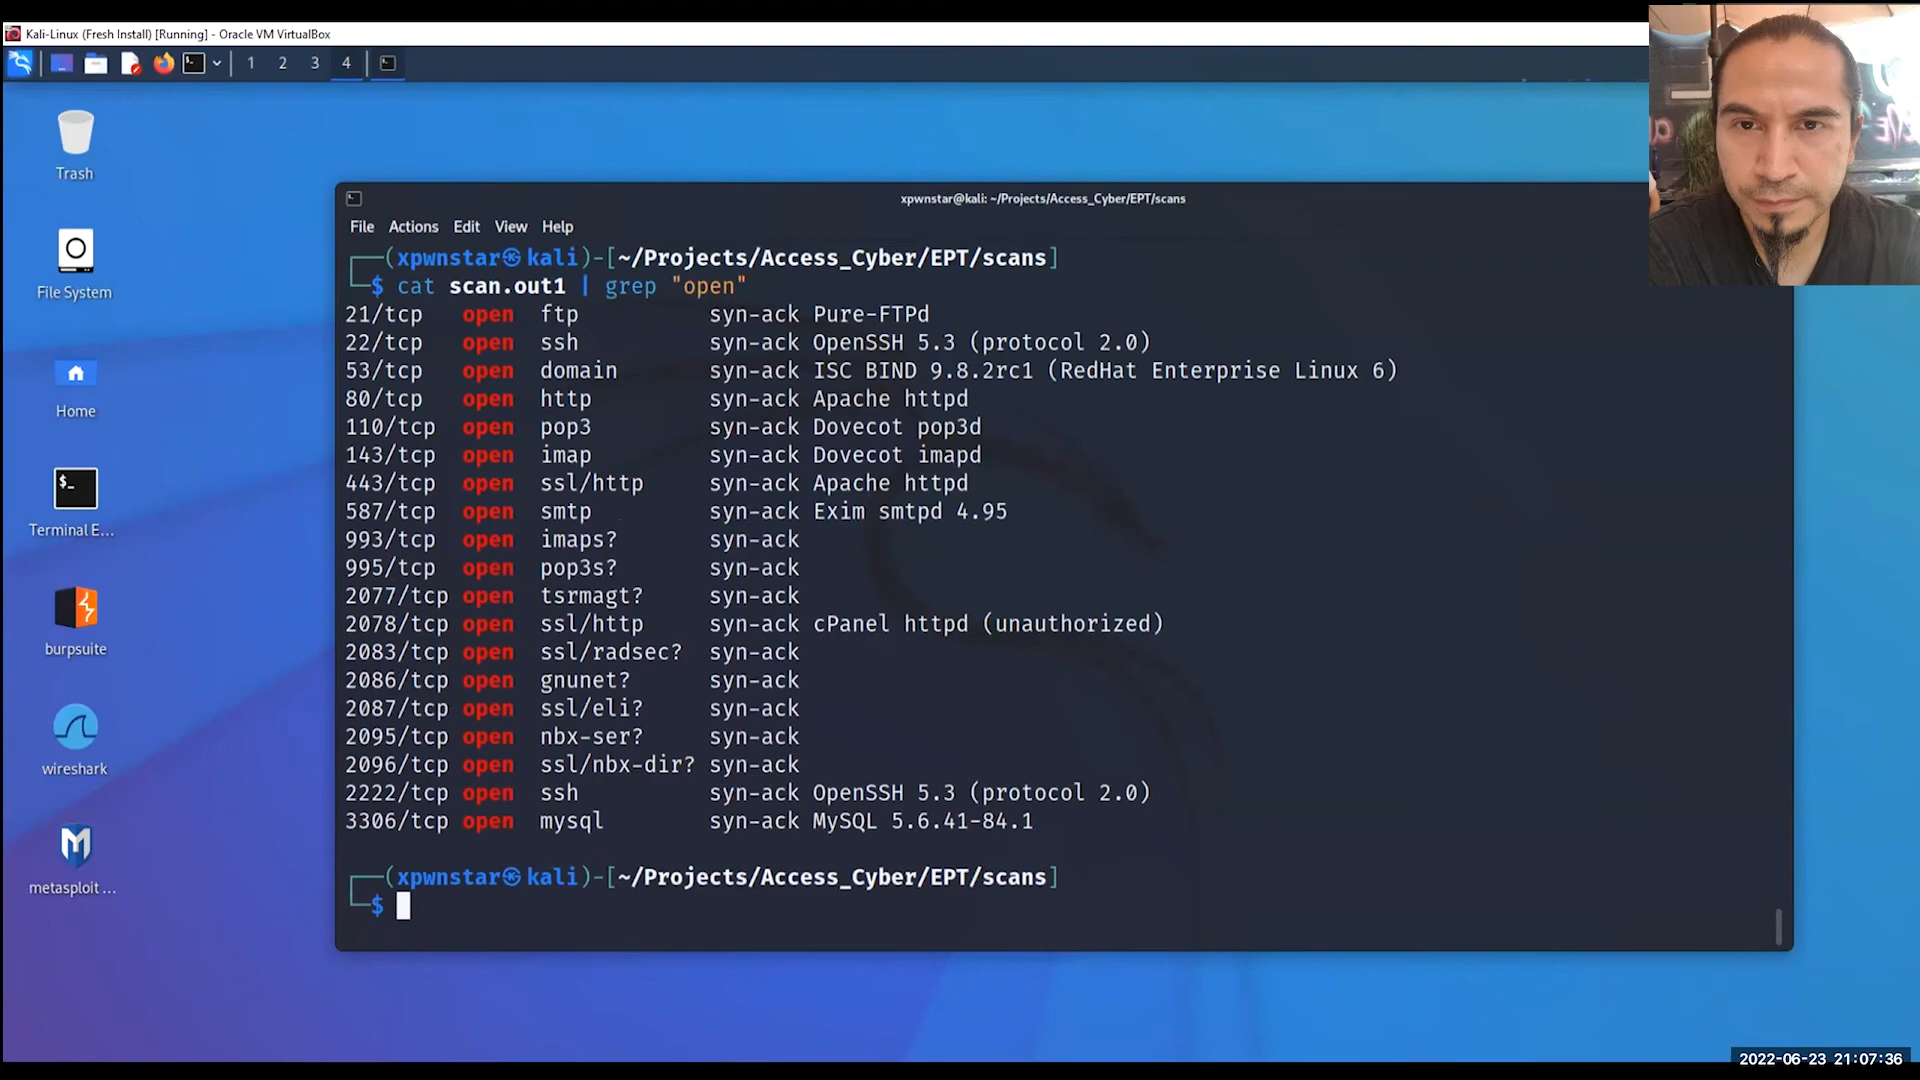 Kali-Linux (Fresh Install) [Running] - Oracle VM VirtualBox
1 2 3 4
Trash
File System
Home
Terminal E...
burpsuite
wireshark
metasploit ...
xpwnstar@kali: ~/Projects/Access_Cyber/EPT/scans
File Actions Edit View Help
(xpwnstar㉿kali)-[~/Projects/Access_Cyber/EPT/scans]
$ cat scan.out1 | grep "open"
21/tcp open ftp syn-ack Pure-FTPd
22/tcp open ssh syn-ack OpenSSH 5.3 (protocol 2.0)
53/tcp open domain syn-ack ISC BIND 9.8.2rc1 (RedHat Enterprise Linux 6)
80/tcp open http syn-ack Apache httpd
110/tcp open pop3 syn-ack Dovecot pop3d
143/tcp open imap syn-ack Dovecot imapd
443/tcp open ssl/http syn-ack Apache httpd
587/tcp open smtp syn-ack Exim smtpd 4.95
993/tcp open imaps? syn-ack
995/tcp open pop3s? syn-ack
2077/tcp open tsrmagt? syn-ack
2078/tcp open ssl/http syn-ack cPanel httpd (unauthorized)
2083/tcp open ssl/radsec? syn-ack
2086/tcp open gnunet? syn-ack
2087/tcp open ssl/eli? syn-ack
2095/tcp open nbx-ser? syn-ack
2096/tcp open ssl/nbx-dir? syn-ack
2222/tcp open ssh syn-ack OpenSSH 5.3 (protocol 2.0)
3306/tcp open mysql syn-ack MySQL 5.6.41-84.1
(xpwnstar㉿kali)-[~/Projects/Access_Cyber/EPT/scans]
$
2022-06-23 21:07:36